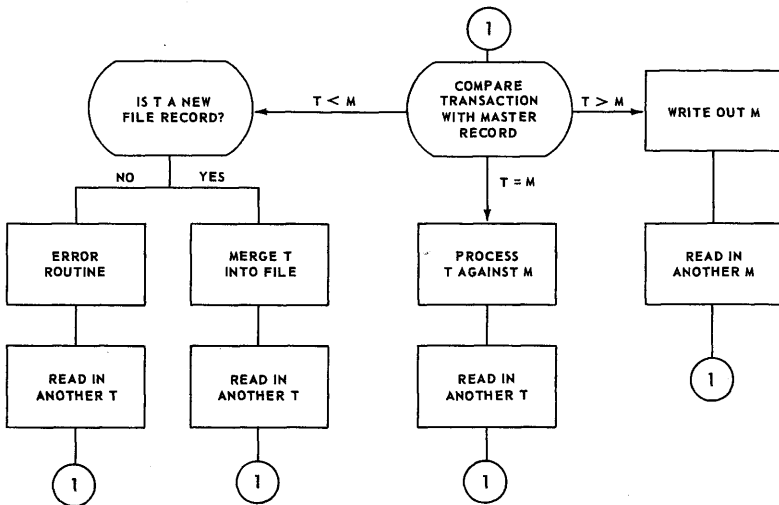 1
COMPARE
TRANSACTION
WITH MASTER
RECORD
T < M
T > M
T = M
IS T A NEW
FILE RECORD?
NO
YES
ERROR
ROUTINE
READ IN
ANOTHER T
1
MERGE T
INTO FILE
READ IN
ANOTHER T
1
PROCESS
T AGAINST M
READ IN
ANOTHER T
1
WRITE OUT M
READ IN
ANOTHER M
1